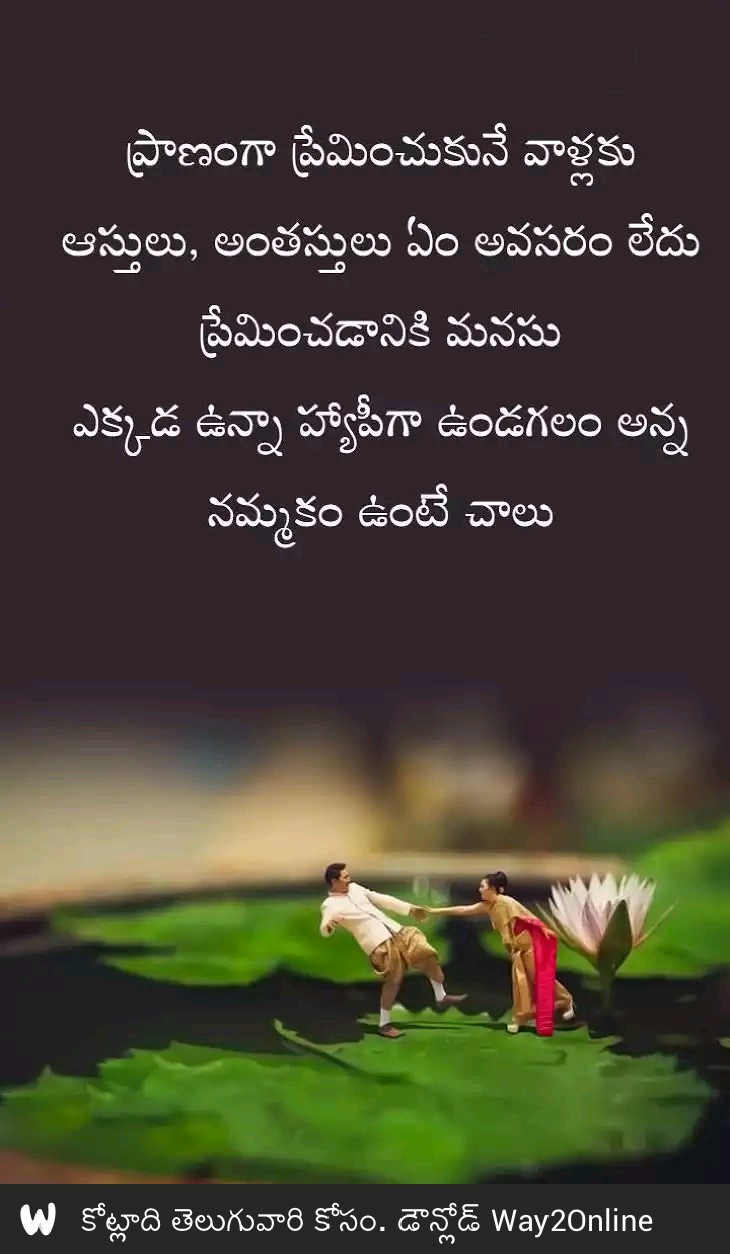 ప్రాణంగా ప్రేమించుకునే వాళ్లకు
ఆస్తులు, అంతస్తులు ఏం అవసరం లేదు
ప్రేమించడానికి మనసు
ఎక్కడ ఉన్నా హ్యాపీగా ఉండగలం అన్న
నమ్మకం ఉంటే చాలు
కోట్లాది తెలుగువారి కోసం. డౌన్లోడ్ Way2Online